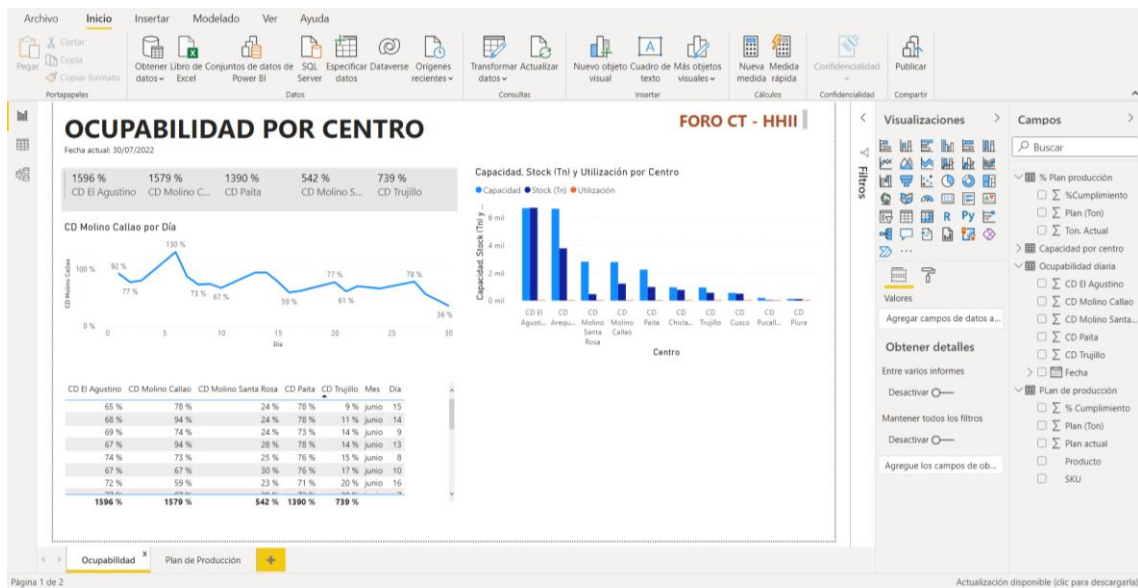 Archivo Inicio Insertar Modelado Ver Ayuda
Pegar
Cortar
Copia
Copiar formato
Obtener datos
Libro de Excel
Conjuntos de datos de Power BI
SQL Server
Especificar datos
Dataverse
Orígenes recientes
Transformar datos
Actualizar
Nuevo objeto visual
Cuadro de texto
Más objetos visuales
Nueva medida
Medida rápida
Confidencialidad
Publicar
Portapapeles Datos Consultas Insertar Cálculos Confidencialidad Compartir
OCUPABILIDAD POR CENTRO
FORO CT - HHII
Fecha actual: 30/07/2022
1596 % 1579 % 1390 % 542 % 739 %
CD El Agustino CD Molino C... CD Paita CD Molino S... CD Trujillo
CD Molino Callao por Día
CD Molino Callao
100 %
0 %
92 %
77 %
130 %
73 %
67 %
59 %
77 %
61 %
78 %
36 %
0 5 10 15 20 25 30
Día
Capacidad, Stock (Tn) y Utilización por Centro
Capacidad Stock (Tn) Utilización
Capacidad, Stock (Tn) y ...
6 mil
4 mil
2 mil
0 mil
CD El Agusti...
CD Arequ...
CD Molino Santa Rosa
CD Molino Callao
CD Paita
CD Chicla...
CD Trujillo
CD Cusco
CD Pucall...
CD Piura
Centro
CD El Agustino CD Molino Callao CD Molino Santa Rosa CD Paita CD Trujillo Mes Día
65 % 78 % 24 % 78 % 9 % junio 15
68 % 94 % 24 % 78 % 11 % junio 14
69 % 74 % 24 % 73 % 14 % junio 9
67 % 94 % 28 % 78 % 14 % junio 13
74 % 73 % 25 % 76 % 15 % junio 8
67 % 67 % 30 % 76 % 17 % junio 10
72 % 59 % 23 % 71 % 20 % junio 16
1596 % 1579 % 542 % 1390 % 739 %
Filtros
Visualizaciones
R Py
Valores
Agregar campos de datos a...
Obtener detalles
Entre varios informes
Desactivar
Mantener todos los filtros
Desactivar
Agregue los campos de ob...
Campos
Buscar
% Plan producción
%Cumplimiento
Plan (Ton)
Ton. Actual
Capacidad por centro
Ocupabilidad diaria
CD El Agustino
CD Molino Callao
CD Molino Santa...
CD Paita
CD Trujillo
Fecha
PLan de producción
% Cumplimiento
Plan (Ton)
Plan actual
Producto
SKU
Ocupabilidad x Plan de Producción +
Página 1 de 2
Actualización disponible (clic para descargarla)